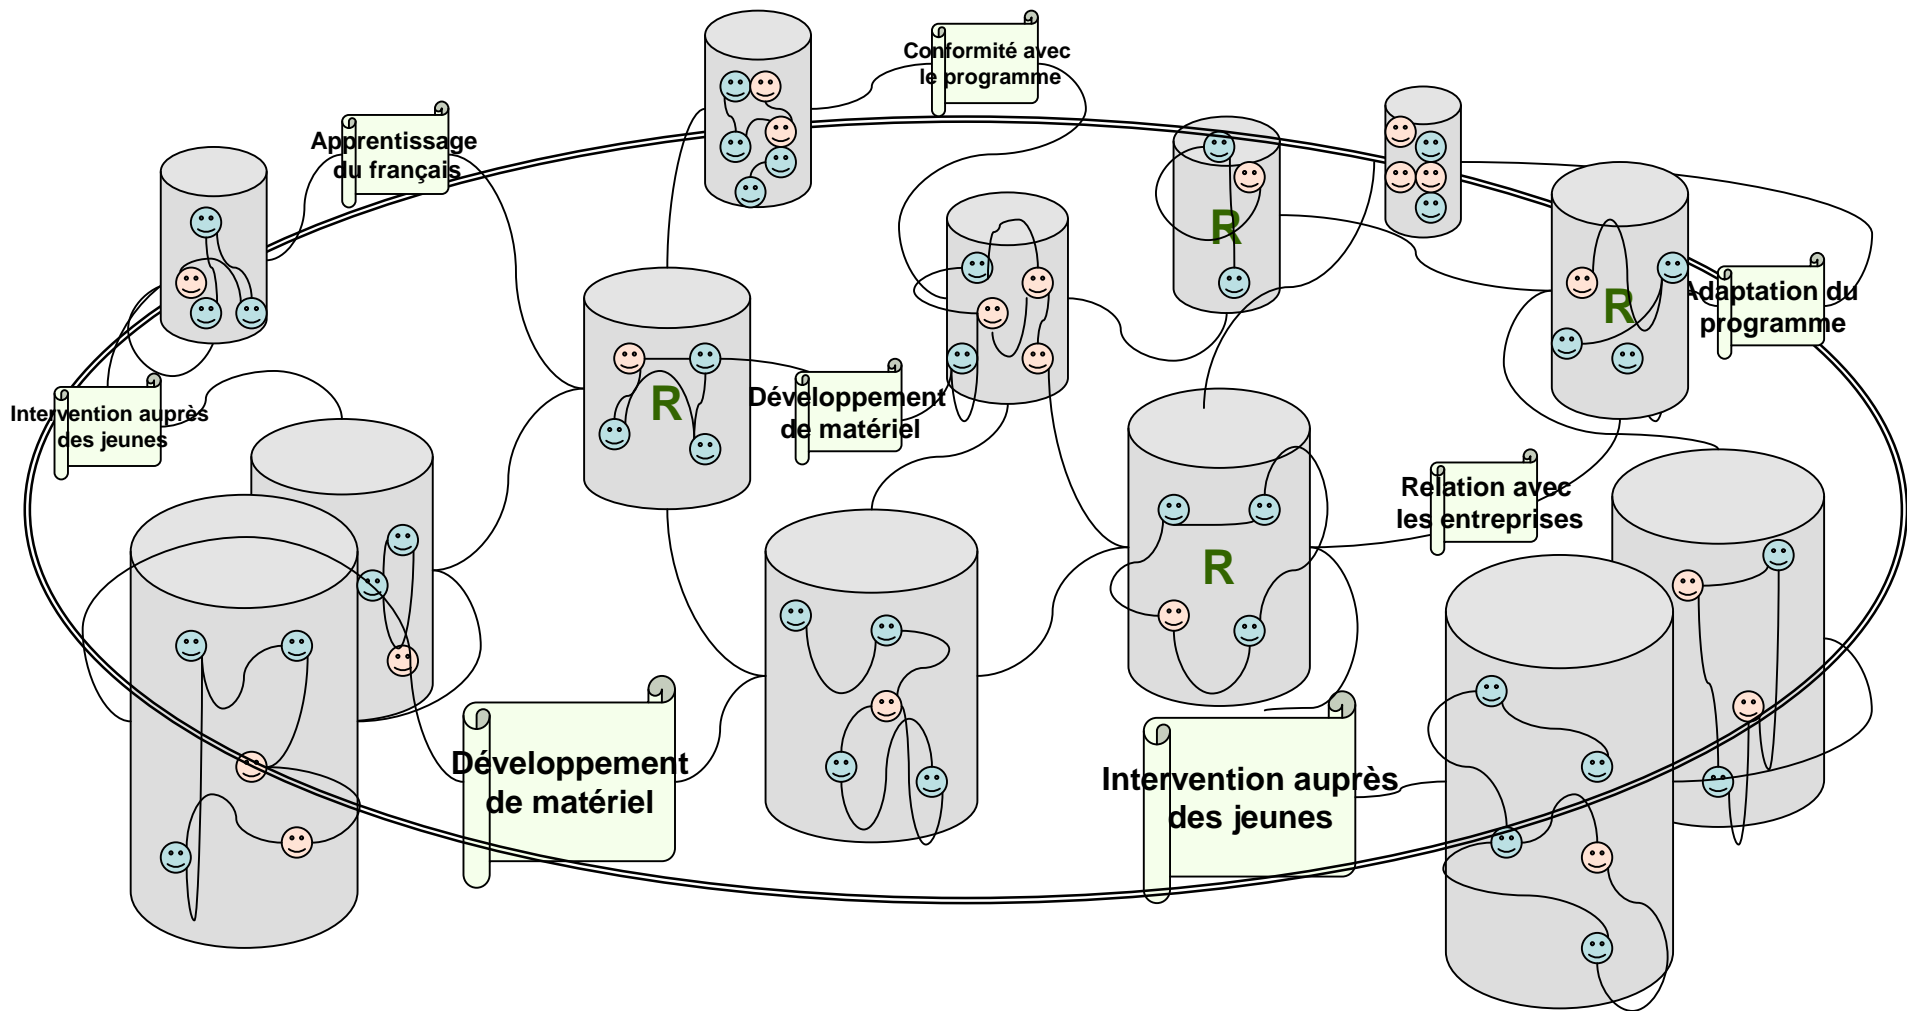 Conformité avec
le programme
Apprentissage
du français
R
Adaptation du
programme
R
R
Développement
de matériel
Intervention auprès
des jeunes
Relation avec
les entreprises
R
Développement
de matériel
Intervention auprès
des jeunes